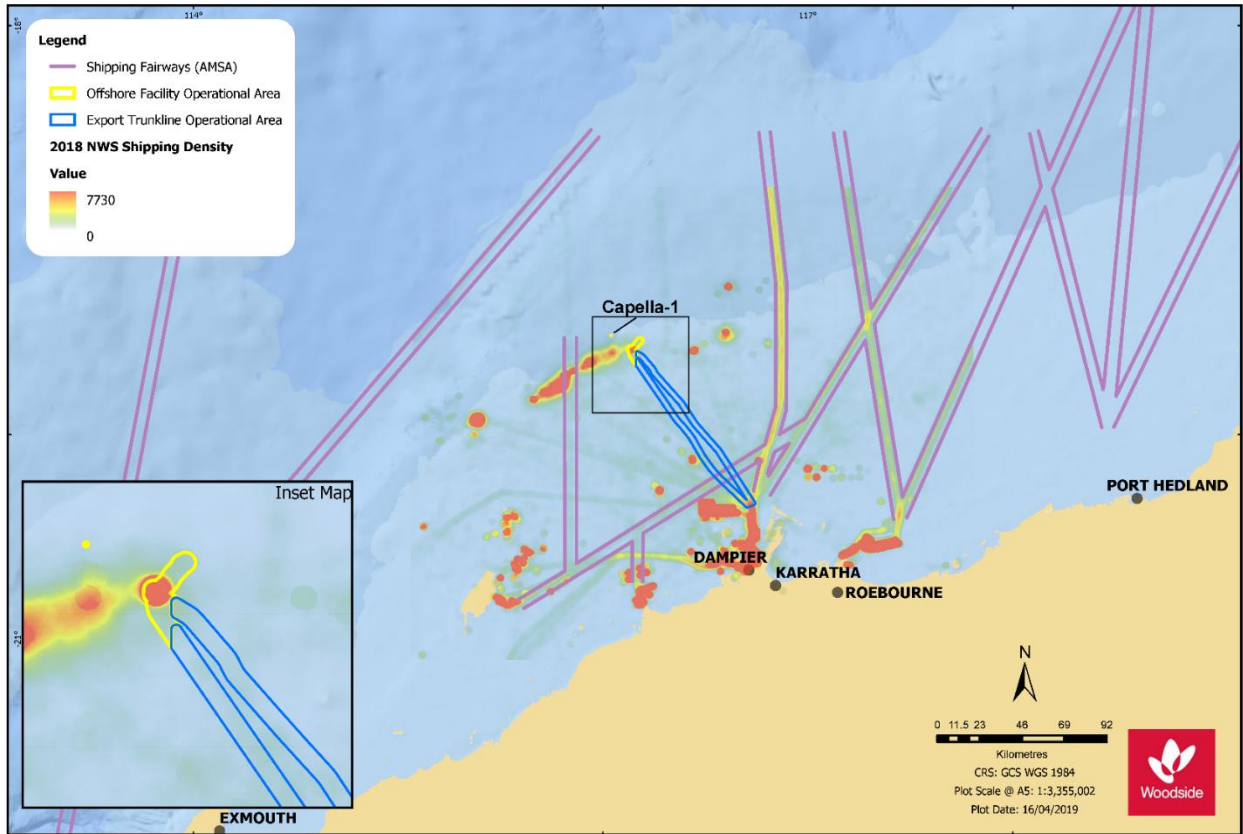 114°
117°
-18°
Legend
Shipping Fairways (AMSA)
Offshore Facility Operational Area
Export Trunkline Operational Area
2018 NWS Shipping Density
Value
7730
0
Capella-1
Inset Map
PORT HEDLAND
DAMPIER
KARRATHA
ROEBOURNE
-21°
N
0 11.5 23 46 69 92
Kilometres
CRS: GCS WGS 1984
Plot Scale @ A5: 1:3,355,002
Plot Date: 16/04/2019
Woodside
EXMOUTH